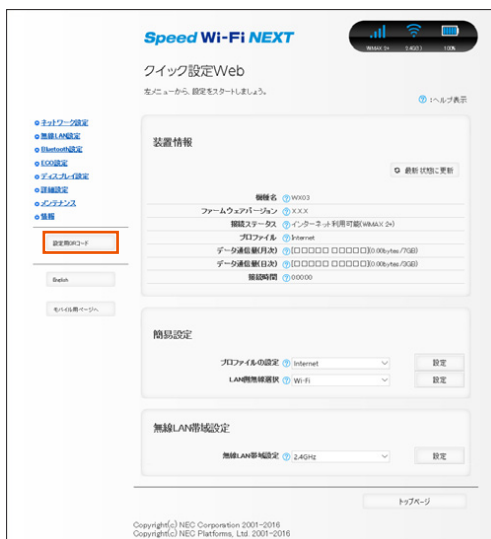 Speed Wi-Fi NEXT
WiMAX 2+ 2.4G(1) 100%
クイック設定Web
左メニューから、設定をスタートしましょう。
? :ヘルプ表示
ネットワーク設定
無線LAN設定
Bluetooth設定
ECO設定
ディスプレイ設定
詳細設定
メンテナンス
情報
設定用QRコード
English
モバイル用ページへ
装置情報
最新状態に更新
機種名 ? WX03
ファームウェアバージョン ? X.X.X
接続ステータス ? インターネット利用可能(WiMAX 2+)
プロファイル ? Internet
データ通信量(月次) ? [□□□□□ □□□□□](0.00bytes/7GB)
データ通信量(日次) ? [□□□□□ □□□□□](0.00bytes/3GB)
接続時間 ? 0:00:00
簡易設定
プロファイルの設定 ? Internet 設定
LAN側無線選択 ? Wi-Fi 設定
無線LAN帯域設定
無線LAN帯域設定 ? 2.4GHz 設定
トップページ
Copyright(c) NEC Corporation 2001-2016
Copyright(c) NEC Platforms, Ltd. 2001-2016